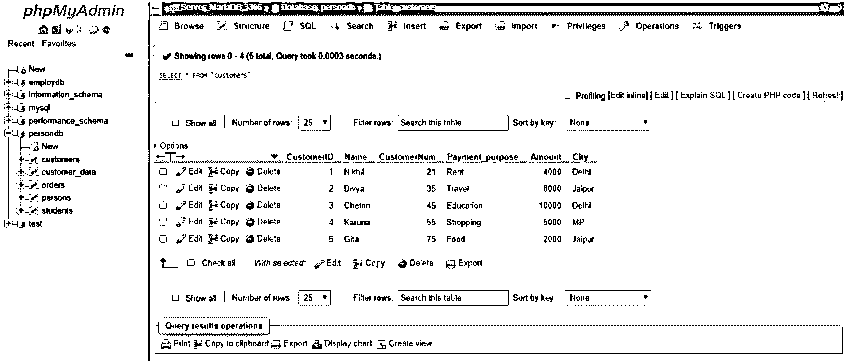 phpMyAdmin
Recent Favorites
New
employdb
information_schema
mysql
performance_schema
persondb
New
customers
customer_data
orders
persons
students
test
Browse Structure SQL Search Insert Export Import Privileges Operations Triggers
Showing rows 0 - 4 (5 total, Query took 0.0003 seconds.)
SELECT * FROM `customers`
Profiling [Edit inline] [ Edit ] [ Explain SQL ] [ Create PHP code ] [ Refresh]
Show all Number of rows: 25 Filter rows: Search this table Sort by key: None
+ Options
CustomerID Name CustomerNum Payment_purpose Amount City
Edit Copy Delete 1 Nikhil 21 Rent 4000 Delhi
Edit Copy Delete 2 Divya 35 Travel 8000 Jaipur
Edit Copy Delete 3 Chetan 45 Education 10000 Delhi
Edit Copy Delete 4 Karuna 55 Shopping 5000 MP
Edit Copy Delete 5 Gita 75 Food 2000 Jaipur
Check all With selected: Edit Copy Delete Export
Show all Number of rows: 25 Filter rows: Search this table Sort by key: None
Query results operations
Print Copy to clipboard Export Display chart Create view